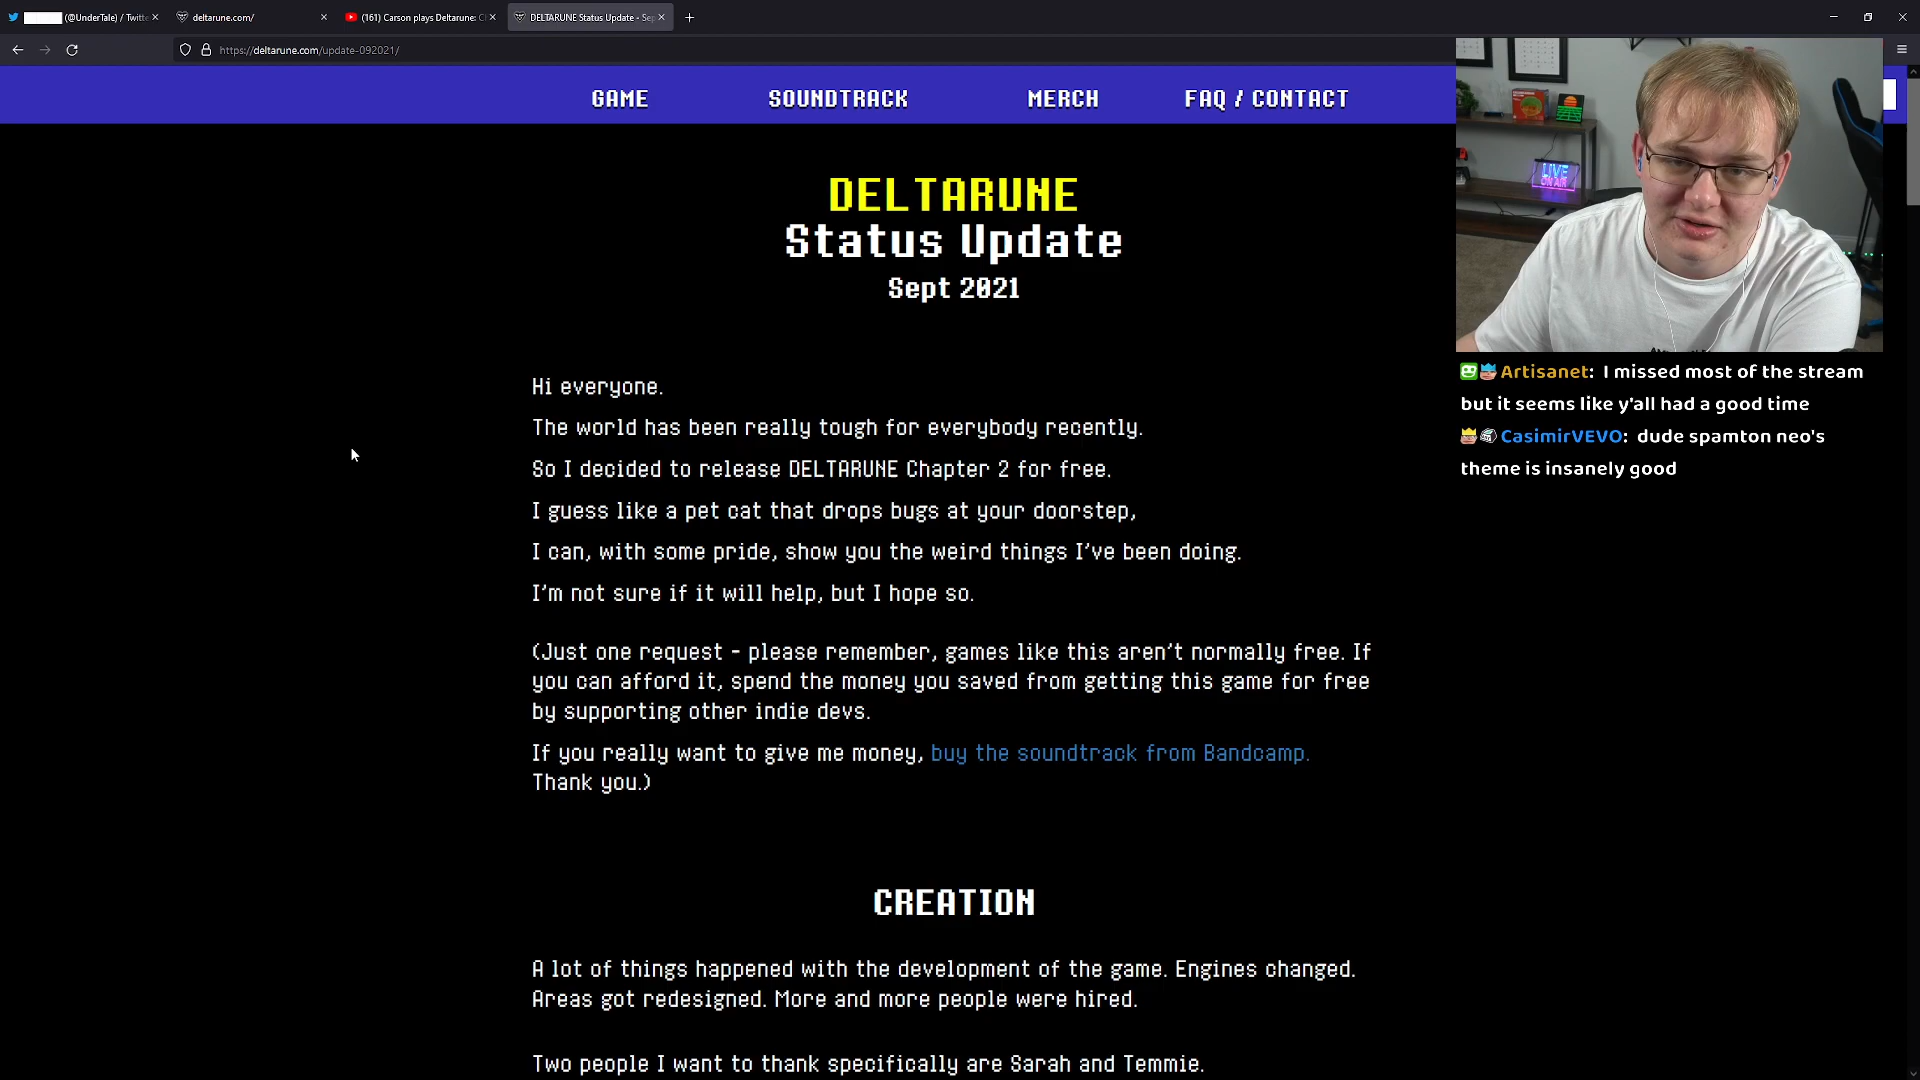 (@UnderTale) / Twitte
deltarune.com/
(161) Carson plays Deltarune: C
DELTARUNE Status Update - Sep
https://deltarune.com/update-092021/
GAME
SOUNDTRACK
MERCH
FAQ / CONTACT
DELTARUNE
Status Update
Sept 2021
Hi everyone.
The world has been really tough for everybody recently.
So I decided to release DELTARUNE Chapter 2 for free.
I guess like a pet cat that drops bugs at your doorstep,
I can, with some pride, show you the weird things I've been doing.
I'm not sure if it will help, but I hope so.
(Just one request - please remember, games like this aren't normally free. If
you can afford it, spend the money you saved from getting this game for free
by supporting other indie devs.
If you really want to give me money, buy the soundtrack from Bandcamp.
Thank you.)
CREATION
A lot of things happened with the development of the game. Engines changed.
Areas got redesigned. More and more people were hired.
Two people I want to thank specifically are Sarah and Temmie.
LIVE
ON AIR
Artisanet: I missed most of the stream
but it seems like y'all had a good time
CasimirVEVO: dude spamton neo's
theme is insanely good